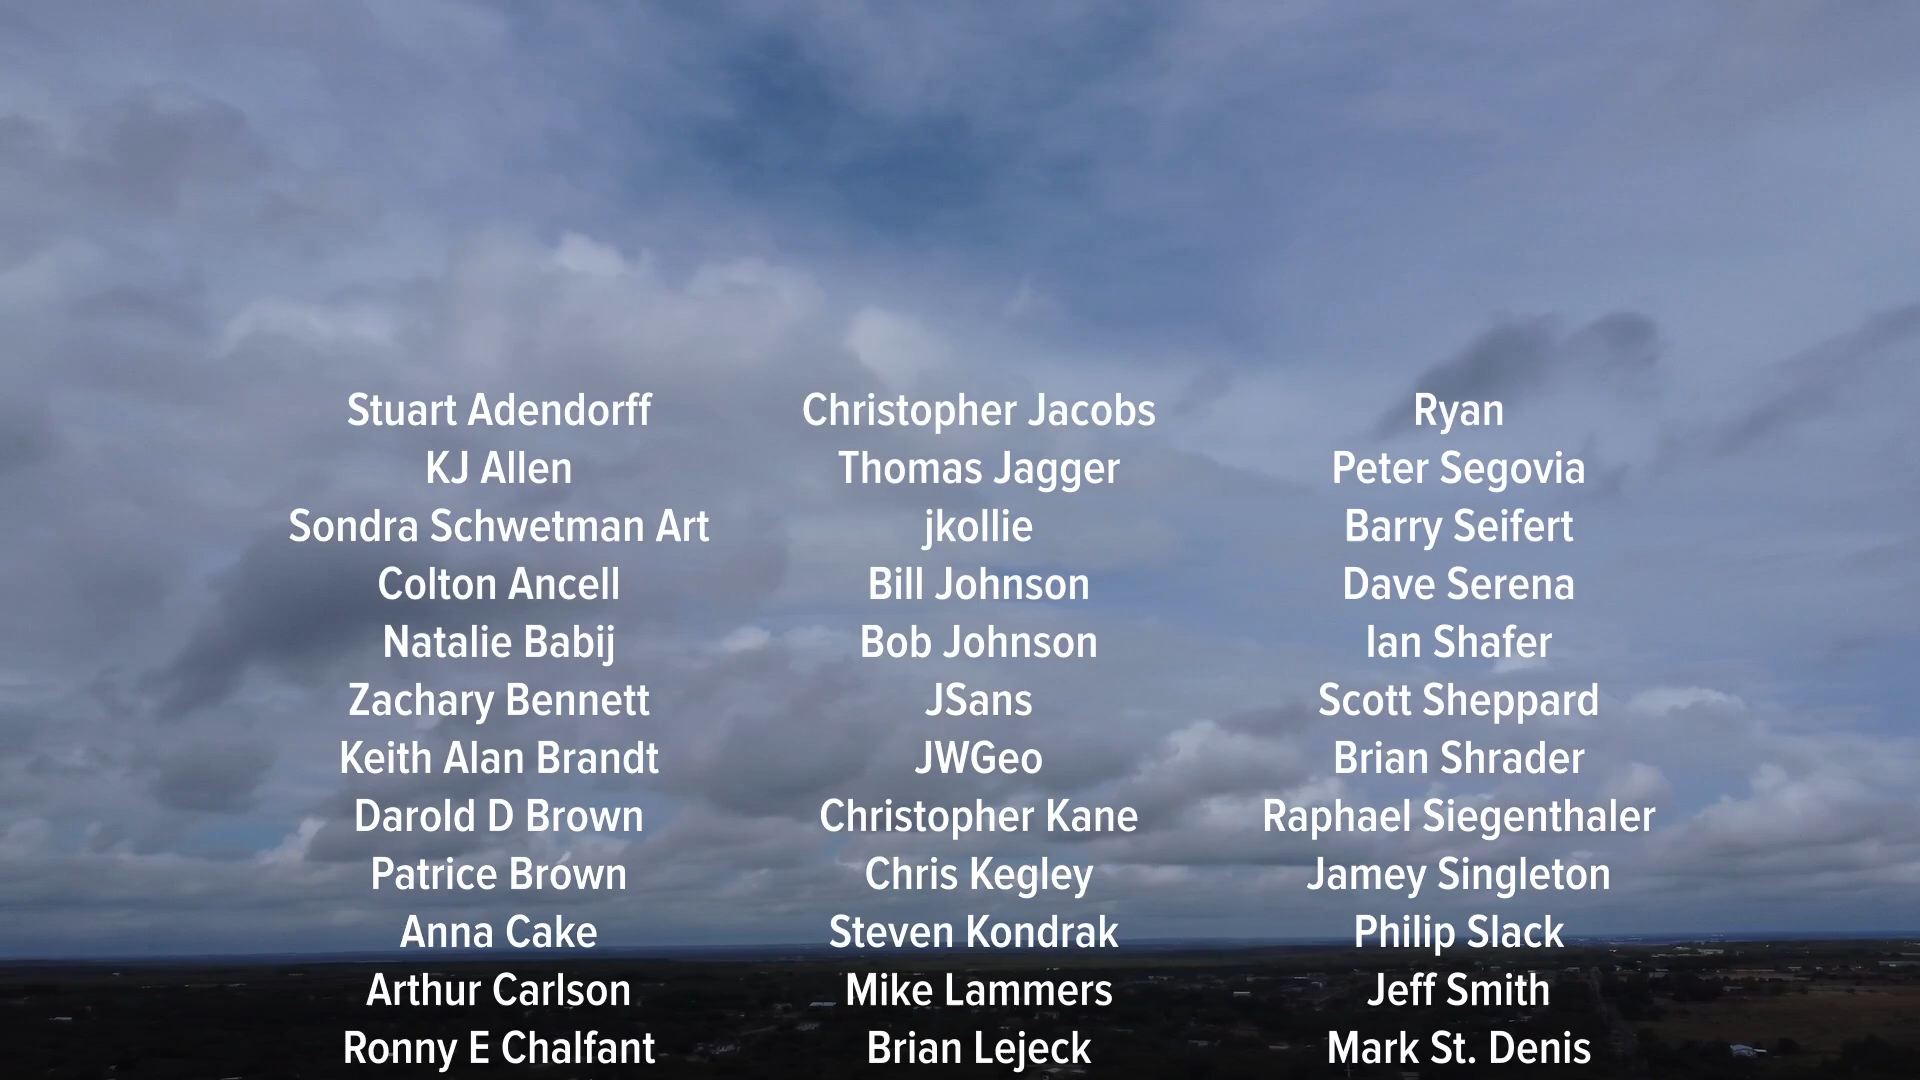 Stuart Adendorff
KJ Allen
Sondra Schwetman Art
Colton Ancell
Natalie Babij
Zachary Bennett
Keith Alan Brandt
Darold D Brown
Patrice Brown
Anna Cake
Arthur Carlson
Ronny E Chalfant
Christopher Jacobs
Thomas Jagger
jkollie
Bill Johnson
Bob Johnson
JSans
JWGeo
Christopher Kane
Chris Kegley
Steven Kondrak
Mike Lammers
Brian Lejeck
Ryan
Peter Segovia
Barry Seifert
Dave Serena
Ian Shafer
Scott Sheppard
Brian Shrader
Raphael Siegenthaler
Jamey Singleton
Philip Slack
Jeff Smith
Mark St. Denis